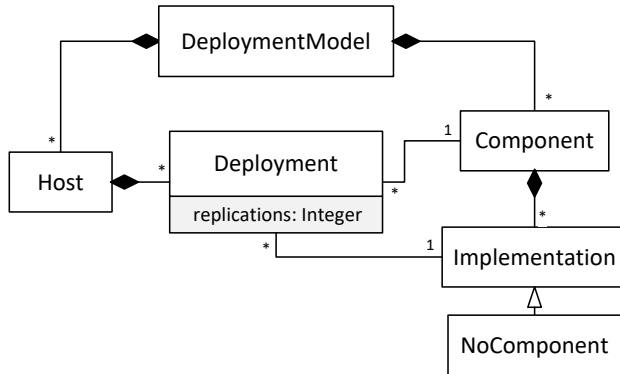 DeploymentModel
*
*
Host
*
Deployment
replications: Integer
1
*
Component
*
1
*
Implementation
NoComponent